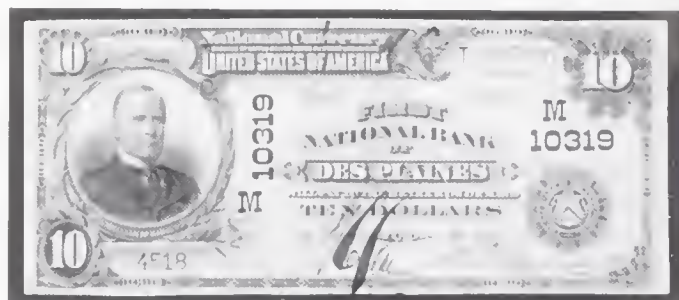 National Currency
UNITED STATES OF AMERICA
10
10
M
10319
FIRST
NATIONAL BANK
OF
DES PLAINES
TEN DOLLARS
M
10319
10
4518